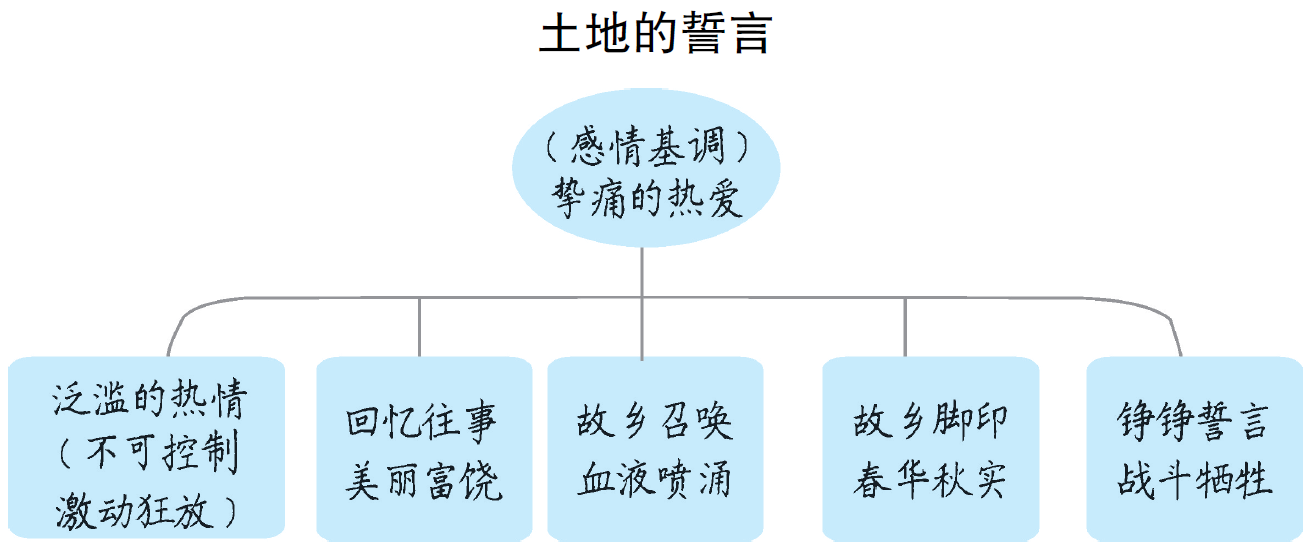 土地的誓言
（感情基调）
挚痛的热爱
泛滥的热情
（不可控制
激动狂放）
回忆往事
美丽富饶
故乡召唤
血液喷涌
故乡脚印
春华秋实
铮铮誓言
战斗牺牲